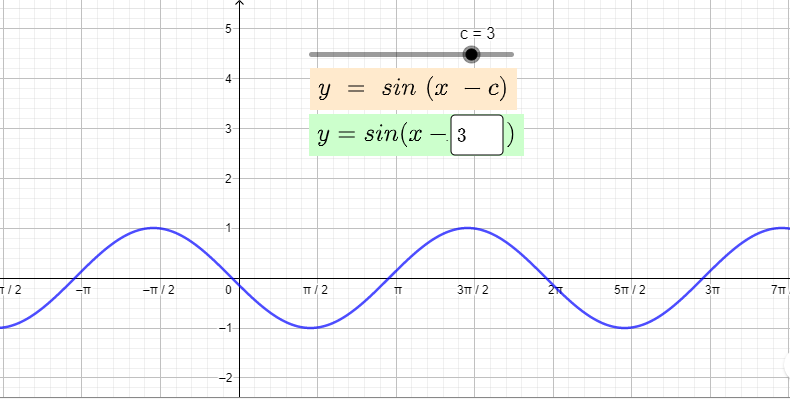 5
c = 3
4
y = sin (x − c)
3
y = sin(x − 3 )
2
1
π / 2 −π −π / 2 0 π / 2 π 3π / 2 2π 5π / 2 3π 7π
−1
−2